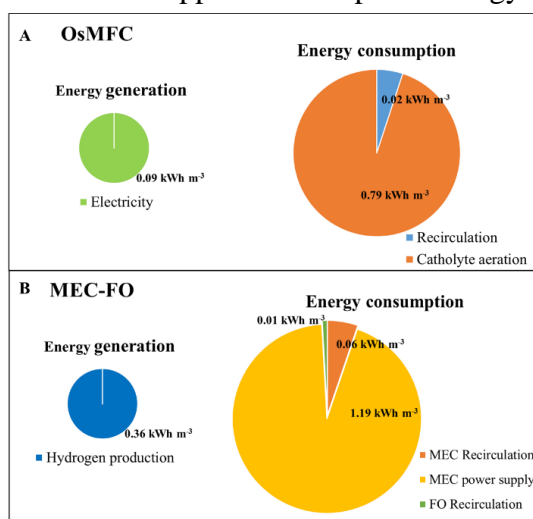 A OsMFC
Energy generation
0.09 kWh m-3
Electricity
Energy consumption
0.02 kWh m-3
0.79 kWh m-3
Recirculation
Catholyte aeration
B MEC-FO
Energy generation
0.36 kWh m-3
Hydrogen production
Energy consumption
0.01 kWh m-3
0.06 kWh m-3
1.19 kWh m-3
MEC Recirculation
MEC power supply
FO Recirculation